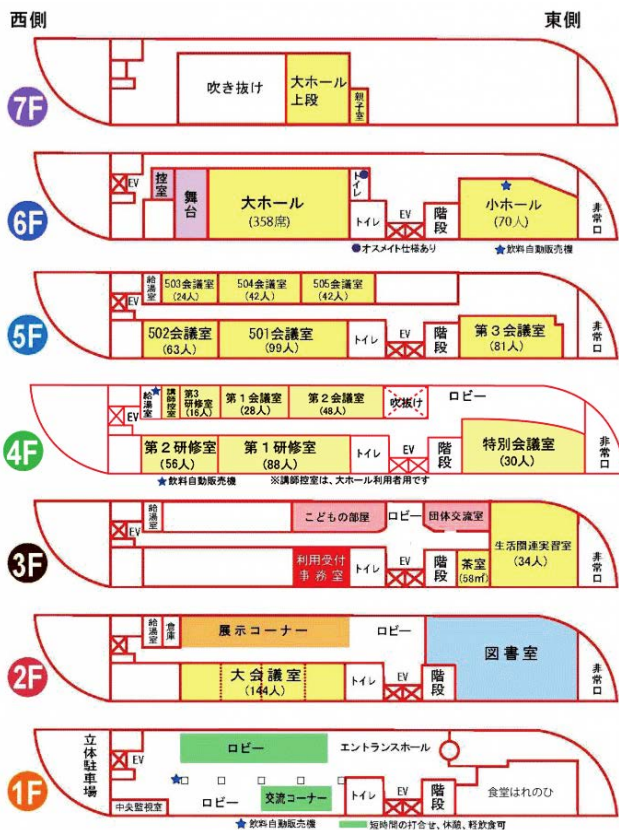 西側
東側
7F
吹き抜け
大ホール
上段
親子室
6F
EV
控室
舞台
大ホール
(358席)
トイレ
トイレ
EV
階段
小ホール
(70人)
非常口
オスメイト仕様あり
★飲料自動販売機
5F
EV
給湯室
503会議室
(24人)
504会議室
(42人)
505会議室
(42人)
502会議室
(63人)
501会議室
(99人)
トイレ
EV
階段
第3会議室
(81人)
非常口
4F
EV
給湯室
講師控室
第3
研修室
(16人)
第1会議室
(28人)
第2会議室
(48人)
吹抜け
ロビー
第2研修室
(56人)
第1研修室
(88人)
トイレ
EV
階段
特別会議室
(30人)
非常口
★飲料自動販売機
※講師控室は、大ホール利用者用です
3F
EV
給湯室
こどもの部屋
ロビー
団体交流室
利用受付
事務室
トイレ
EV
階段
茶室
(58㎡)
生活関連実習室
(34人)
非常口
2F
EV
給湯室
倉庫
展示コーナー
ロビー
大会議室
(144人)
トイレ
EV
階段
図書室
非常口
1F
立体駐車場
EV
中央監視室
ロビー
エントランスホール
ロビー
交流コーナー
トイレ
EV
階段
食堂はれのひ
★飲料自動販売機
短時間の打合せ、休憩、軽飲食可